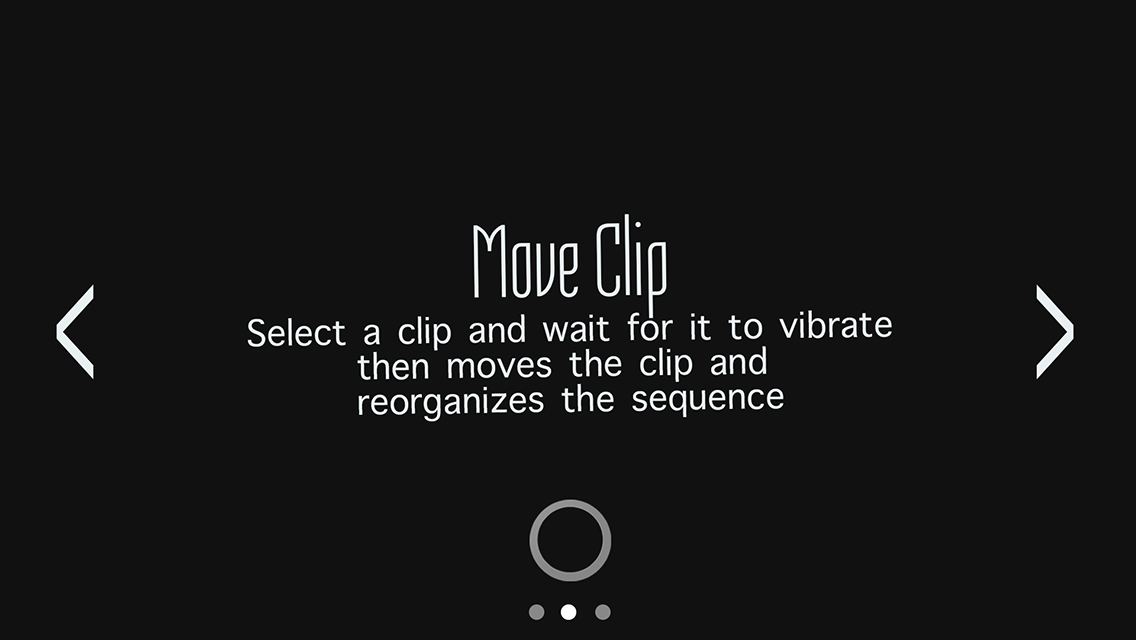 Move Clip
Select a clip and wait for it to vibrate
then moves the clip and
reorganizes the sequence